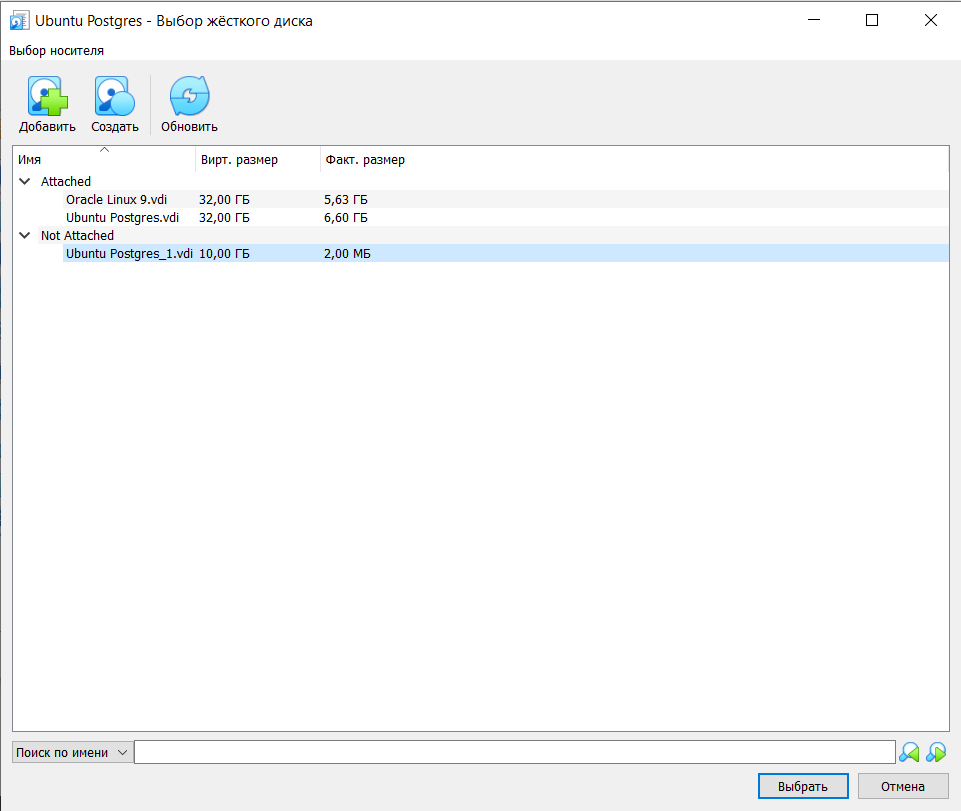 Ubuntu Postgres - Выбор жёсткого диска
Выбор носителя
Добавить Создать Обновить
Имя Вирт. размер Факт. размер
Attached
Oracle Linux 9.vdi 32,00 ГБ 5,63 ГБ
Ubuntu Postgres.vdi 32,00 ГБ 6,60 ГБ
Not Attached
Ubuntu Postgres_1.vdi 10,00 ГБ 2,00 МБ
Поиск по имени
Выбрать Отмена